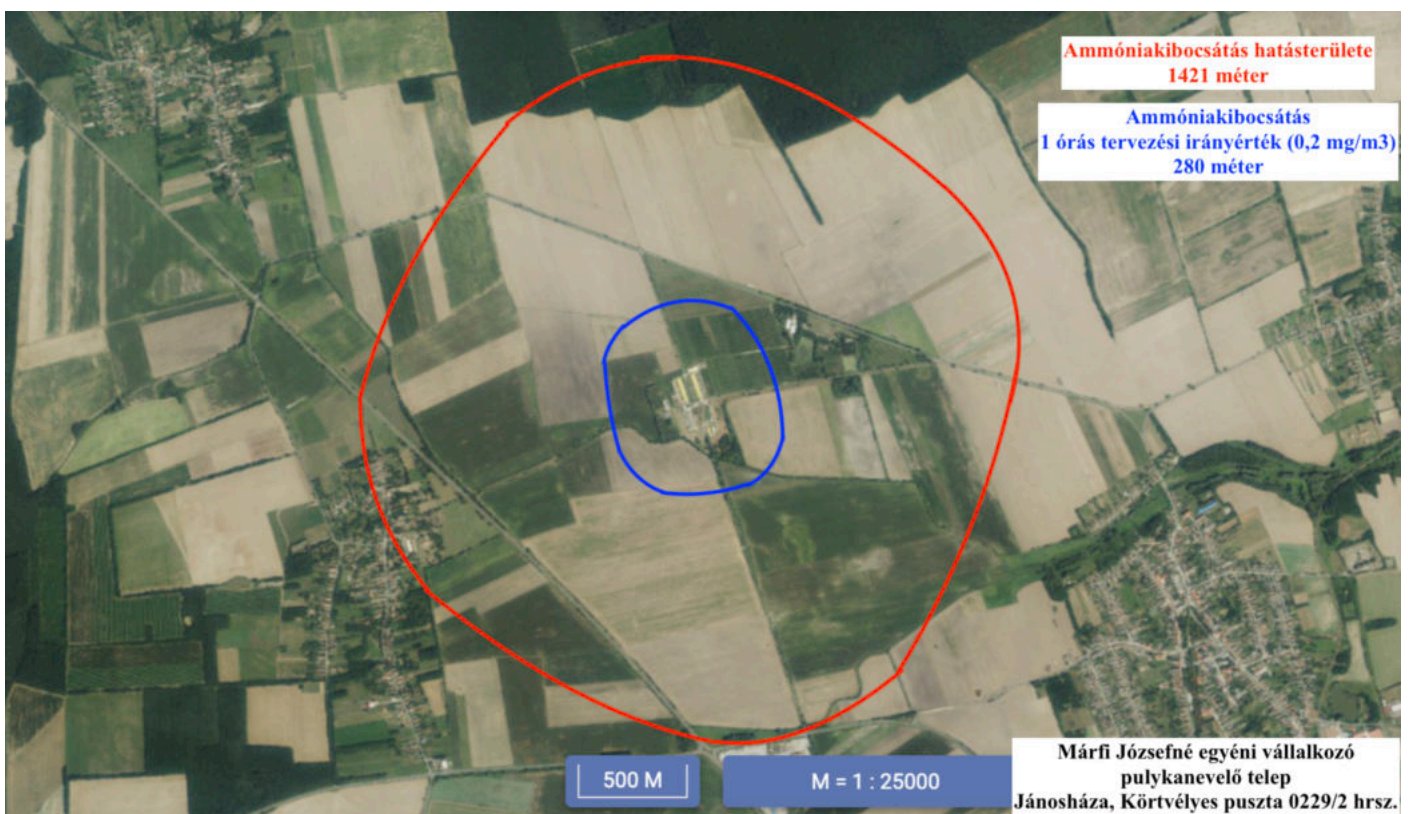 Ammóniakibocsátás hatásterülete
1421 méter
Ammóniakibocsátás
1 órás tervezési irányérték (0,2 mg/m3)
280 méter
500 M
M = 1 : 25000
Márfi Józsefné egyéni vállalkozó
pulykanevelő telep
Jánosháza, Körtvélyes puszta 0229/2 hrsz.